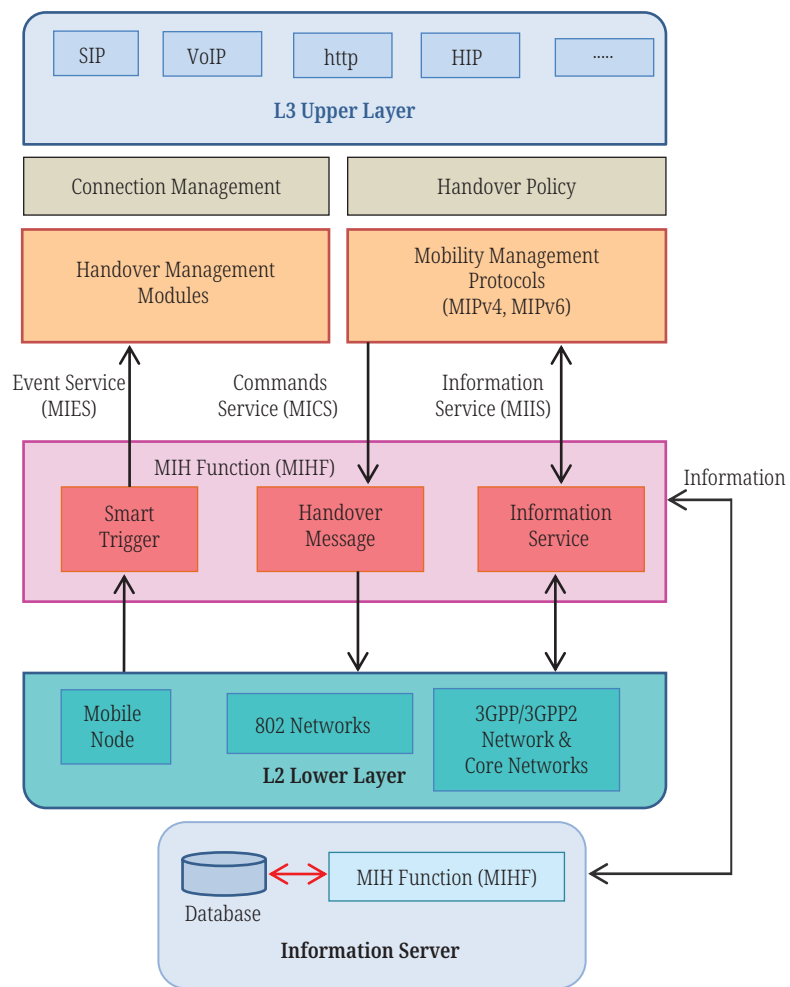 SIP
VoIP
http
HIP
.....
L3 Upper Layer
Connection Management
Handover Policy
Handover Management
Modules
Mobility Management
Protocols
(MIPv4, MIPv6)
Event Service
(MIES)
Commands
Service (MICS)
Information
Service (MIIS)
MIH Function (MIHF)
Information
Smart
Trigger
Handover
Message
Information
Service
Mobile
Node
802 Networks
3GPP/3GPP2
Network &
Core Networks
L2 Lower Layer
MIH Function (MIHF)
Database
Information Server